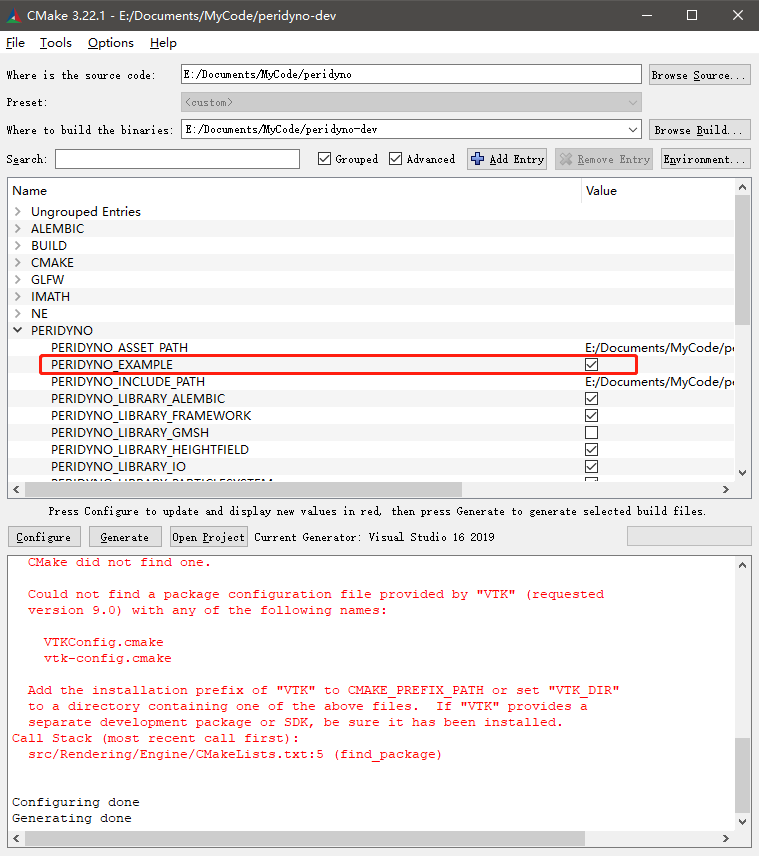 CMake 3.22.1 - E:/Documents/MyCode/peridyno-dev
File Tools Options Help
Where is the source code: E:/Documents/MyCode/peridyno Browse Source...
Preset: <custom>
Where to build the binaries: E:/Documents/MyCode/peridyno-dev Browse Build...
Search: Grouped Advanced Add Entry Remove Entry Environment...
Name Value
Ungrouped Entries
ALEMBIC
BUILD
CMAKE
GLFW
IMATH
NE
PERIDYNO
PERIDYNO_ASSET_PATH E:/Documents/MyCode/pe
PERIDYNO_EXAMPLE
PERIDYNO_INCLUDE_PATH E:/Documents/MyCode/pe
PERIDYNO_LIBRARY_ALEMBIC
PERIDYNO_LIBRARY_FRAMEWORK
PERIDYNO_LIBRARY_GMSH
PERIDYNO_LIBRARY_HEIGHTFIELD
PERIDYNO_LIBRARY_IO
PERIDYNO_LIBRARY_PARTICLESYSTEM
Press Configure to update and display new values in red, then press Generate to generate selected build files.
Configure Generate Open Project Current Generator: Visual Studio 16 2019
CMake did not find one.
Could not find a package configuration file provided by "VTK" (requested
version 9.0) with any of the following names:
VTKConfig.cmake
vtk-config.cmake
Add the installation prefix of "VTK" to CMAKE_PREFIX_PATH or set "VTK_DIR"
to a directory containing one of the above files.  If "VTK" provides a
separate development package or SDK, be sure it has been installed.
Call Stack (most recent call first):
src/Rendering/Engine/CMakeLists.txt:5 (find_package)
Configuring done
Generating done